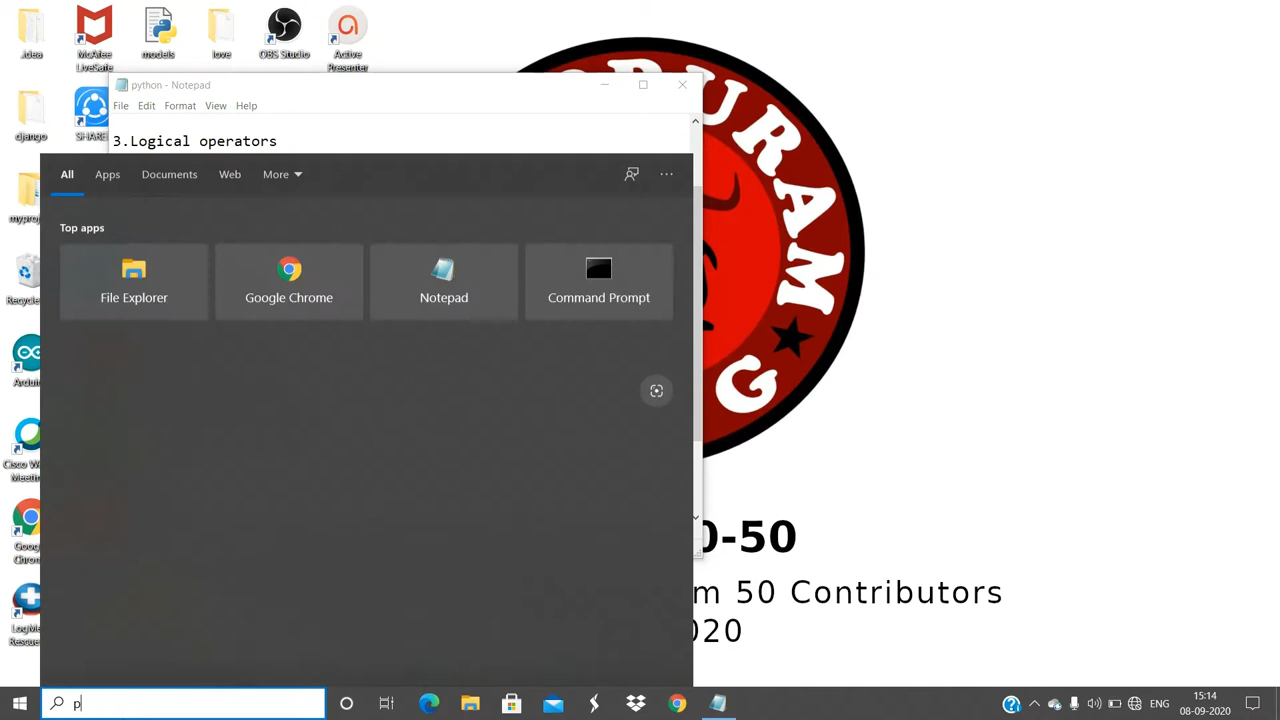 .idea
McAfee LiveSafe
models
love
OBS Studio
Active Presenter
python - Notepad
File Edit Format View Help
3.Logical operators
django
All Apps Documents Web More
Top apps
File Explorer
Google Chrome
Notepad
Command Prompt
-50
50 Contributors
p
ENG
15:14
08-09-2020